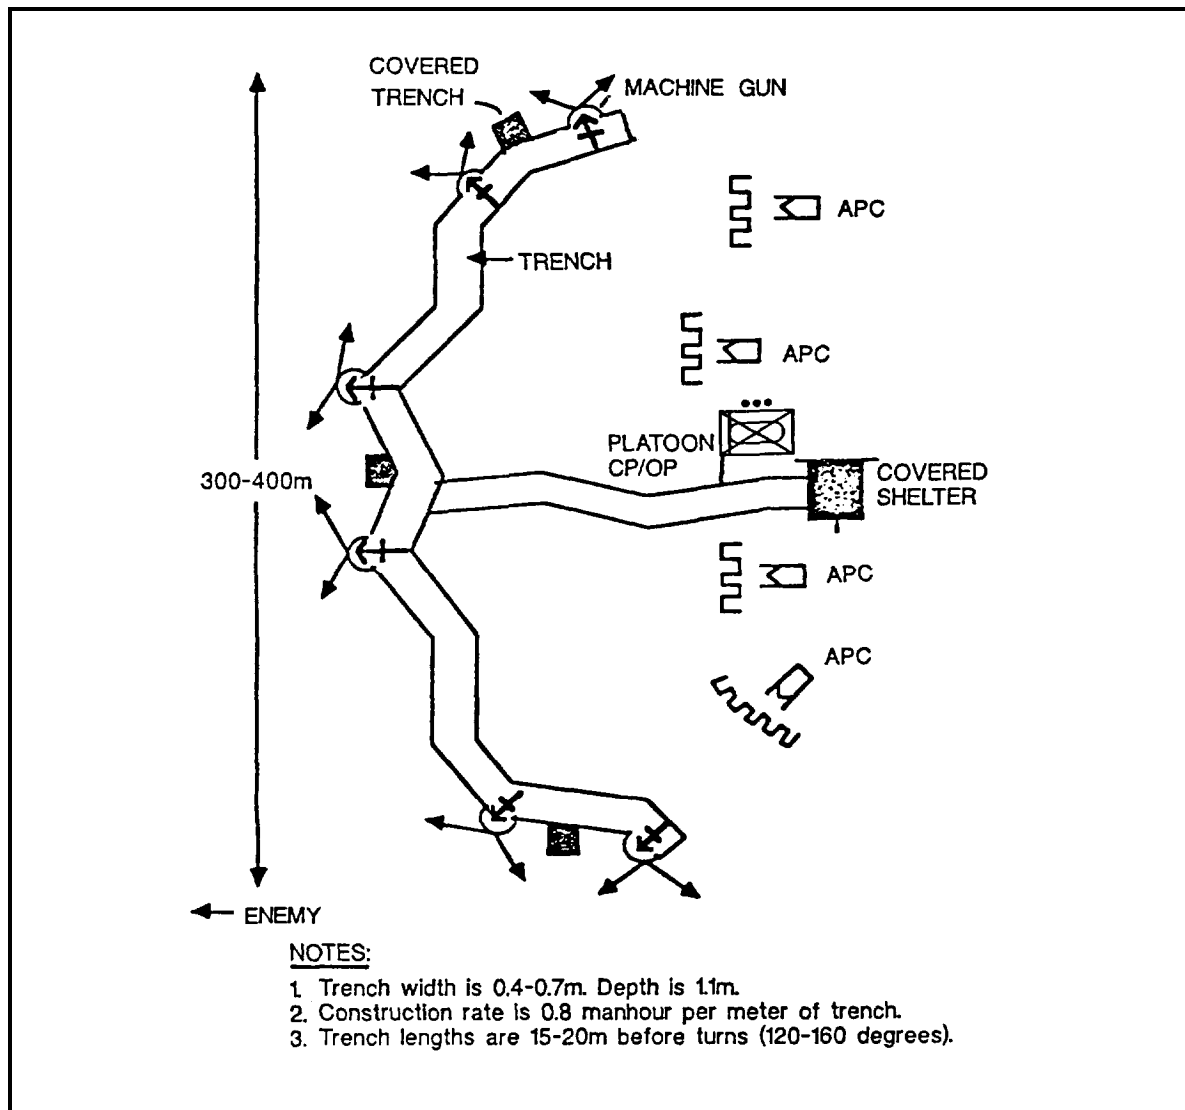 COVERED
TRENCH
MACHINE GUN
APC
TRENCH
APC
PLATOON
CP/OP
300-400m
COVERED
SHELTER
APC
APC
ENEMY
NOTES:
1. Trench width is 0.4-0.7m. Depth is 1.1m.
2. Construction rate is 0.8 manhour per meter of trench.
3. Trench lengths are 15-20m before turns (120-160 degrees).